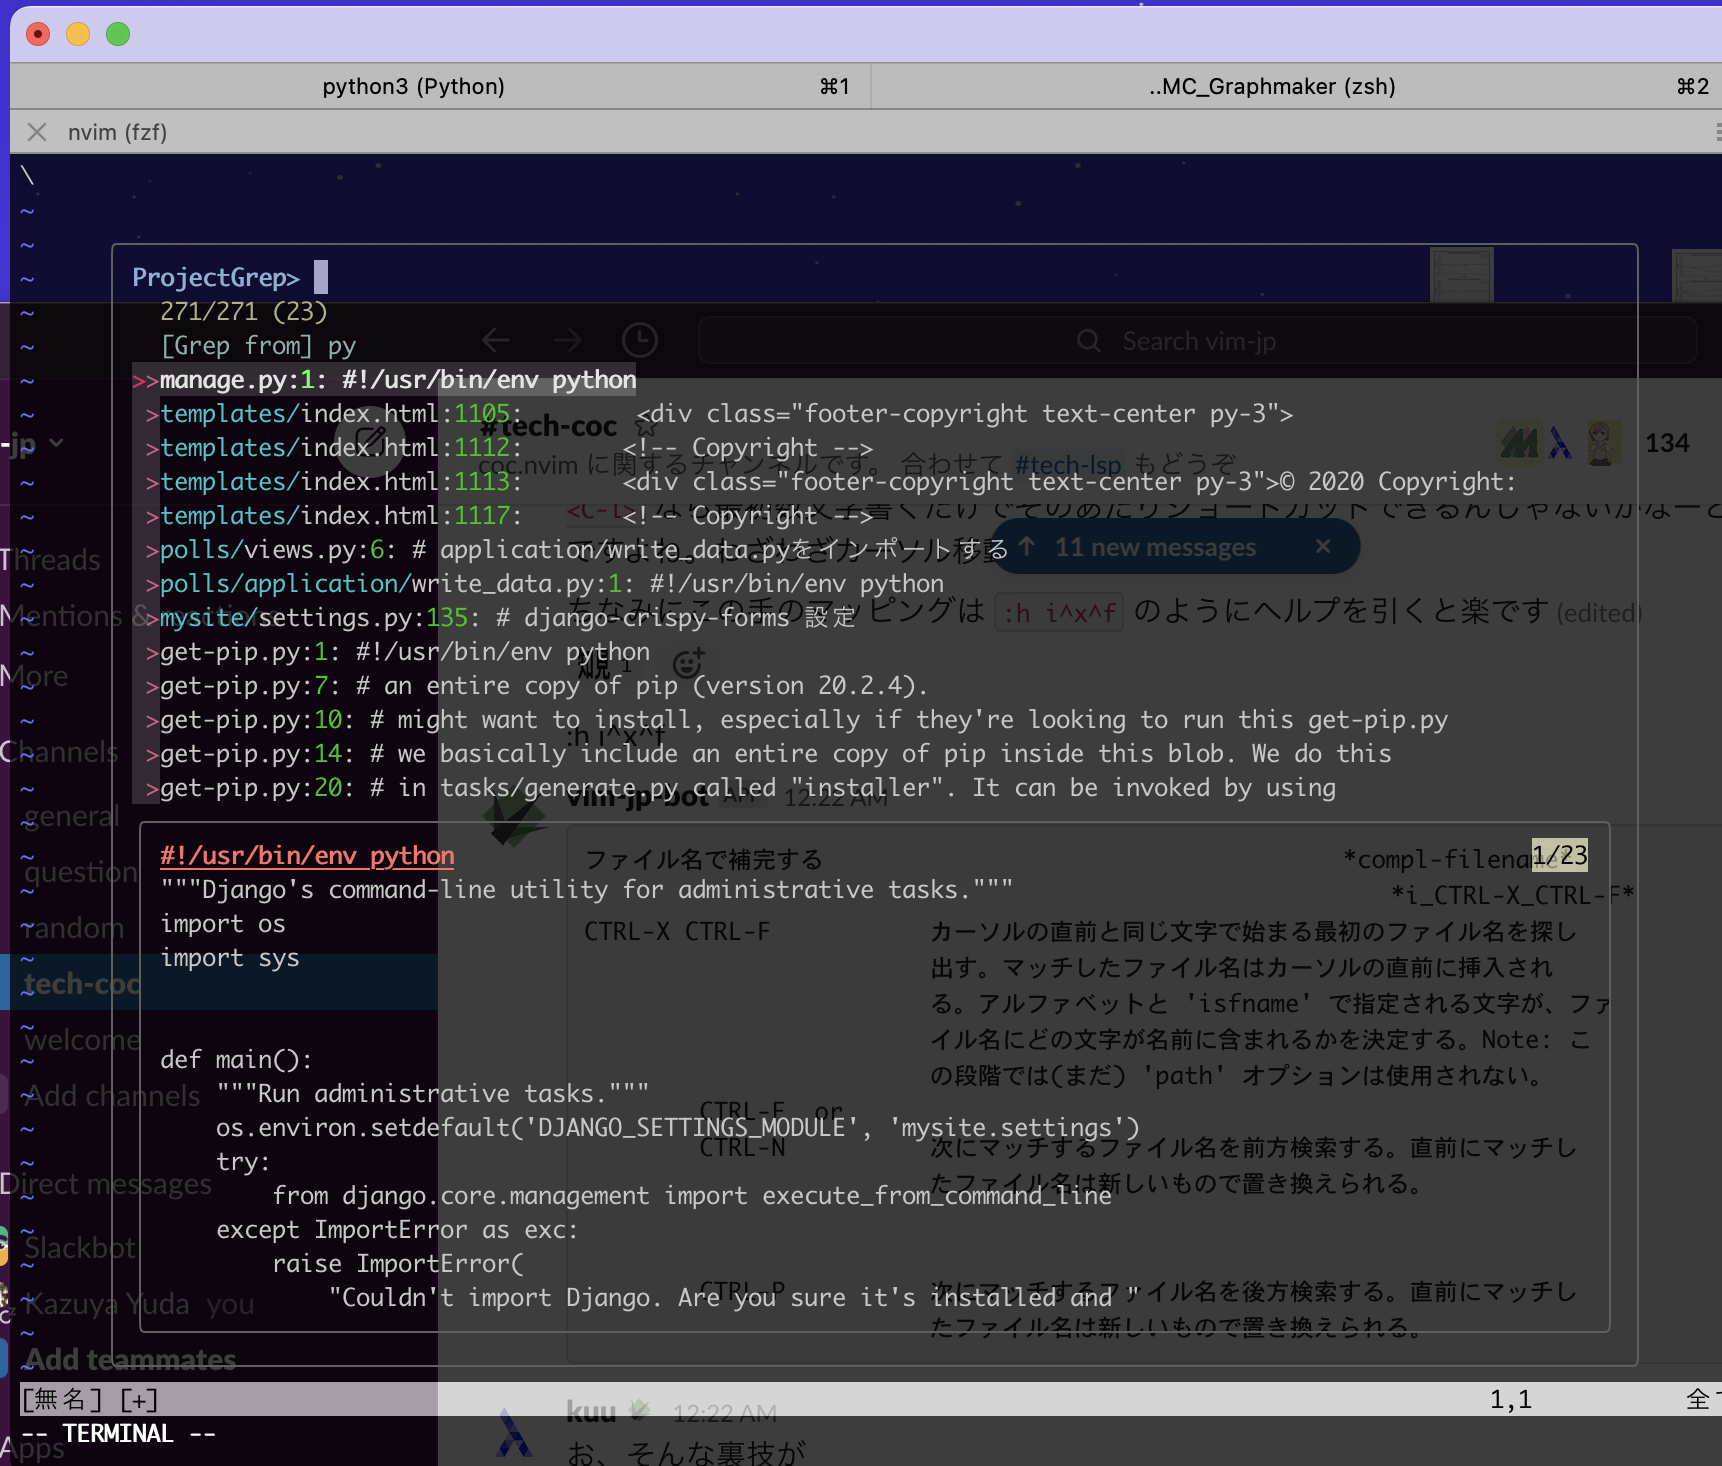 python3 (Python) ⌘1 ..MC_Graphmaker (zsh) ⌘2
nvim (fzf)
\
ProjectGrep>
271/271 (23)
[Grep from] py
>>manage.py:1: #!/usr/bin/env python
>templates/index.html:1105: <div class="footer-copyright text-center py-3">
>templates/index.html:1112: <!-- Copyright -->
>templates/index.html:1113: <div class="footer-copyright text-center py-3">© 2020 Copyright:
>templates/index.html:1117: <!-- Copyright -->
>polls/views.py:6: # application/write_data.pyをインポートする
>polls/application/write_data.py:1: #!/usr/bin/env python
>mysite/settings.py:135: # django-crispy-forms 設定
>get-pip.py:1: #!/usr/bin/env python
>get-pip.py:7: # an entire copy of pip (version 20.2.4).
>get-pip.py:10: # might want to install, especially if they're looking to run this get-pip.py
>get-pip.py:14: # we basically include an entire copy of pip inside this blob. We do this
>get-pip.py:20: # in tasks/generate.py called "installer". It can be invoked by using
1/23
#!/usr/bin/env python
"""Django's command-line utility for administrative tasks."""
import os
import sys
def main():
"""Run administrative tasks."""
os.environ.setdefault('DJANGO_SETTINGS_MODULE', 'mysite.settings')
try:
from django.core.management import execute_from_command_line
except ImportError as exc:
raise ImportError(
"Couldn't import Django. Are you sure it's installed and "
[無名] [+] 1,1
-- TERMINAL --
Search vim-jp
-jp
Threads
Mentions & reactions
More
Channels
general
question
random
tech-coc
welcome
Add channels
Direct messages
Slackbot
Kazuya Yuda you
Add teammates
Apps
#tech-coc
134
coc.nvim に関するチャンネルです。 合わせて #tech-lsp もどうぞ
11 new messages
ちなみにこの手のマッピングは :h i^x^f のようにヘルプを引くと楽です (edited)
知見 1
:h i^x^f
vim-jp-bot APP 12:22 AM
ファイル名で補完する *compl-filename*
*i_CTRL-X_CTRL-F*
CTRL-X CTRL-F カーソルの直前と同じ文字で始まる最初のファイル名を探し
出す。マッチしたファイル名はカーソルの直前に挿入され
る。アルファベットと 'isfname' で指定される文字が、ファ
イル名にどの文字が名前に含まれるかを決定する。Note: こ
の段階では(まだ) 'path' オプションは使用されない。
CTRL-F or
CTRL-N 次にマッチするファイル名を前方検索する。直前にマッチし
たファイル名は新しいもので置き換えられる。
CTRL-P 次にマッチするファイル名を後方検索する。直前にマッチし
たファイル名は新しいもので置き換えられる。
kuu 12:22 AM
お、そんな裏技が